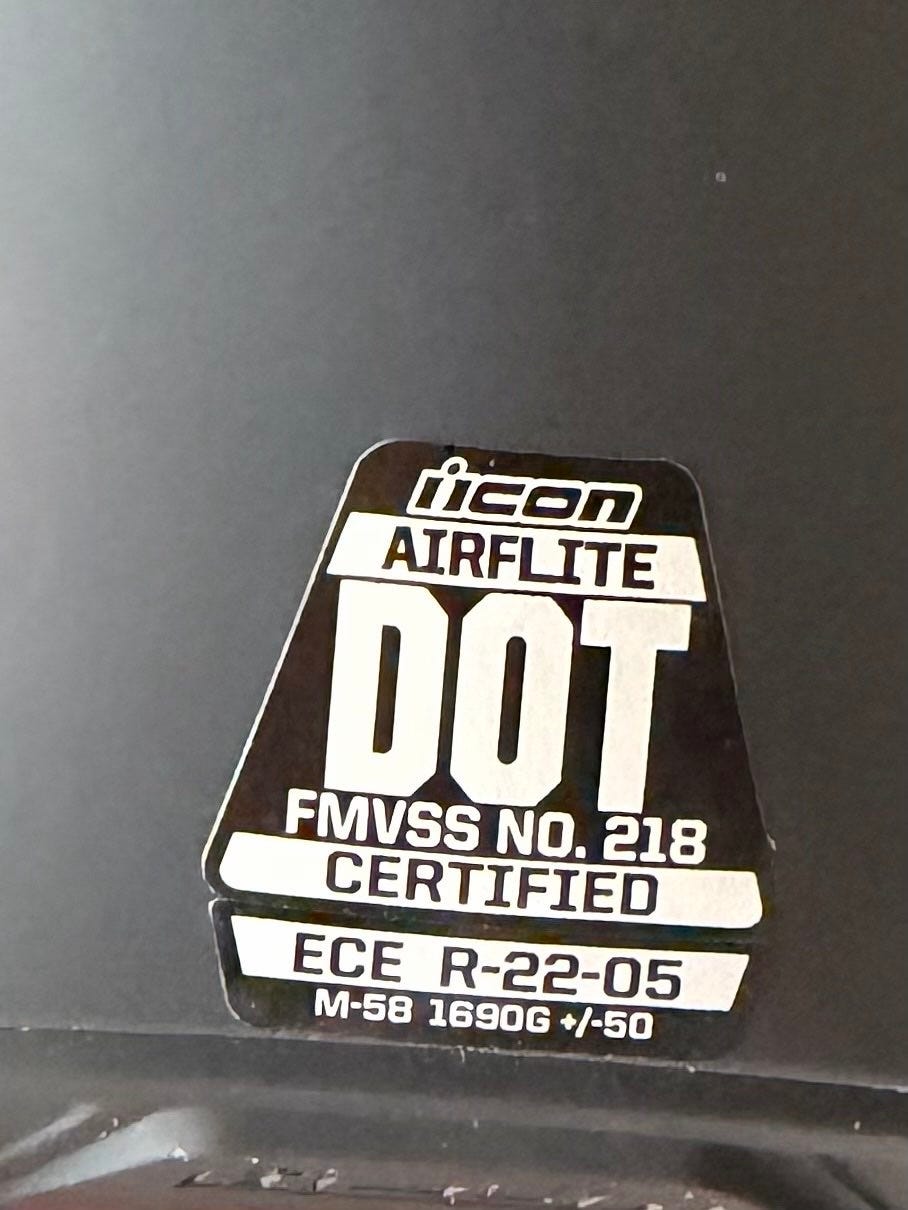 icon
AIRFLITE
DOT
FMVSS NO. 218
CERTIFIED
ECE R-22-05
M-58 1690G +/-50